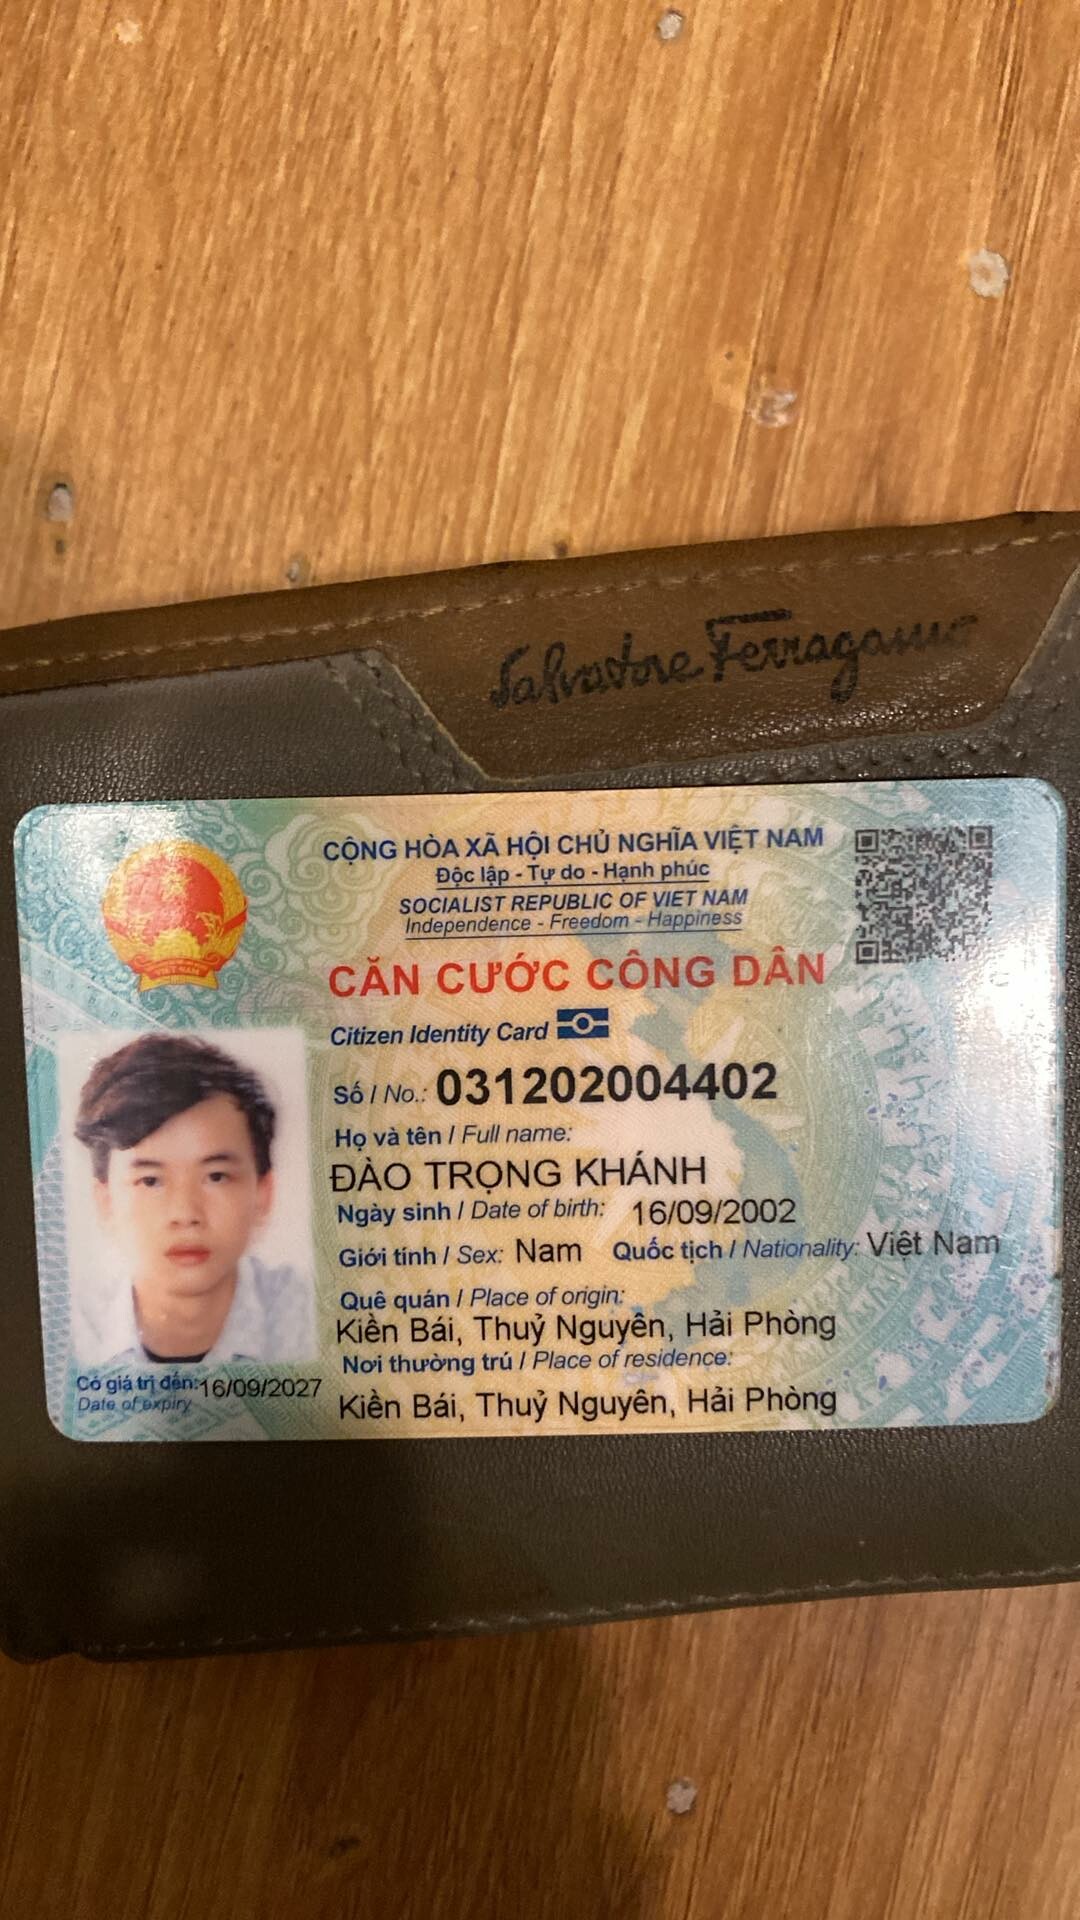 Salvatore Ferragamo
CỘNG HÒA XÃ HỘI CHỦ NGHĨA VIỆT NAM
Độc lập - Tự do - Hạnh phúc
SOCIALIST REPUBLIC OF VIET NAM
Independence - Freedom - Happiness
CĂN CƯỚC CÔNG DÂN
Citizen Identity Card
Số / No.: 031202004402
Họ và tên / Full name:
ĐÀO TRỌNG KHÁNH
Ngày sinh / Date of birth: 16/09/2002
Giới tính / Sex: Nam Quốc tịch / Nationality: Việt Nam
Quê quán / Place of origin:
Kiền Bái, Thuỷ Nguyên, Hải Phòng
Nơi thường trú / Place of residence:
Kiền Bái, Thuỷ Nguyên, Hải Phòng
Có giá trị đến: 16/09/2027
Date of expiry
VIỆT NAM